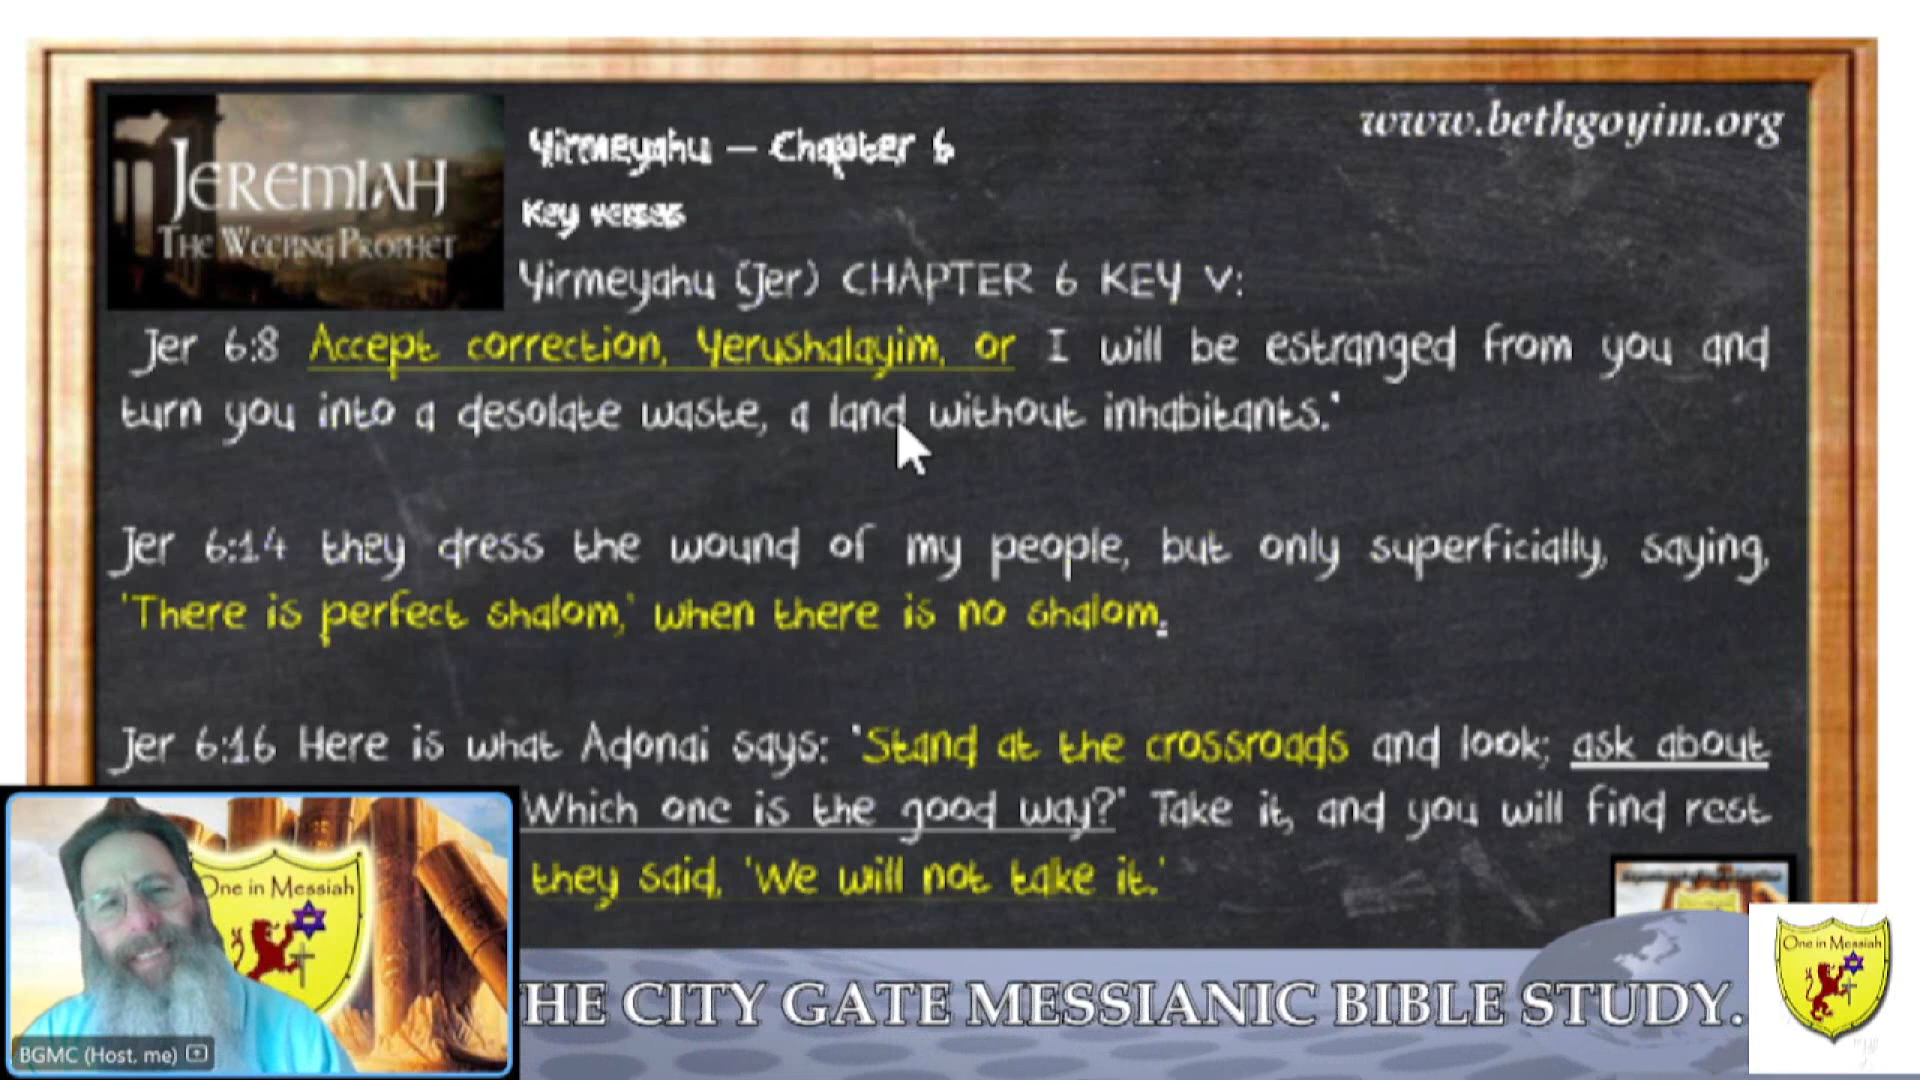 www.bethgoyim.org
JEREMIAH
THE WEEPING PROPHET
Yirmeyahu – Chapter 6
Key verses
Yirmeyahu (Jer) CHAPTER 6 KEY V:
Jer 6:8 Accept correction, Yerushalayim, or I will be estranged from you and
turn you into a desolate waste, a land without inhabitants.'
Jer 6:14 they dress the wound of my people, but only superficially, saying,
'There is perfect shalom,' when there is no shalom.
Jer 6:16 Here is what Adonai says: 'Stand at the crossroads and look; ask about
Which one is the good way?' Take it, and you will find rest
they said, 'We will not take it.'
One in Messiah
BGMC (Host, me)
HE CITY GATE MESSIANIC BIBLE STUDY.
One in Messiah